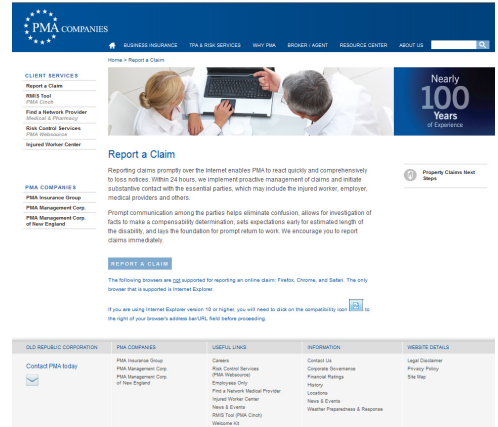 PMA COMPANIES
BUSINESS INSURANCE TPA & RISK SERVICES WHY PMA BROKER / AGENT RESOURCE CENTER ABOUT US
Home > Report a Claim
CLIENT SERVICES
Report a Claim
RMIS Tool
PMA Cinch
Find a Network Provider
Medical & Pharmacy
Risk Control Services
PMA Websource
Injured Worker Center
PMA COMPANIES
PMA Insurance Group
PMA Management Corp.
PMA Management Corp.
of New England
Nearly
100
Years
of Experience
Report a Claim
Reporting claims promptly over the Internet enables PMA to react quickly and comprehensively
to loss notices. Within 24 hours, we implement proactive management of claims and initiate
substantive contact with the essential parties, which may include the injured worker, employer,
medical providers and others.
Prompt communication among the parties helps eliminate confusion, allows for investigation of
facts to make a compensability determination, sets expectations early for estimated length of
the disability, and lays the foundation for prompt return to work. We encourage you to report
claims immediately.
REPORT A CLAIM
The following browsers are not supported for reporting an online claim: Firefox, Chrome, and Safari. The only
browser that is supported is Internet Explorer.
If you are using Internet Explorer version 10 or higher, you will need to click on the compatibility icon to
the right of your browser's address bar/URL field before proceeding.
Property Claims Next
Steps
OLD REPUBLIC CORPORATION
Contact PMA today
PMA COMPANIES
PMA Insurance Group
PMA Management Corp.
PMA Management Corp.
of New England
USEFUL LINKS
Careers
Risk Control Services
(PMA Websource)
Employees Only
Find a Network Medical Provider
Injured Worker Center
News & Events
RMIS Tool (PMA Cinch)
Welcome Kit
INFORMATION
Contact Us
Corporate Governance
Financial Ratings
History
Locations
News & Events
Weather Preparedness & Response
WEBSITE DETAILS
Legal Disclaimer
Privacy Policy
Site Map